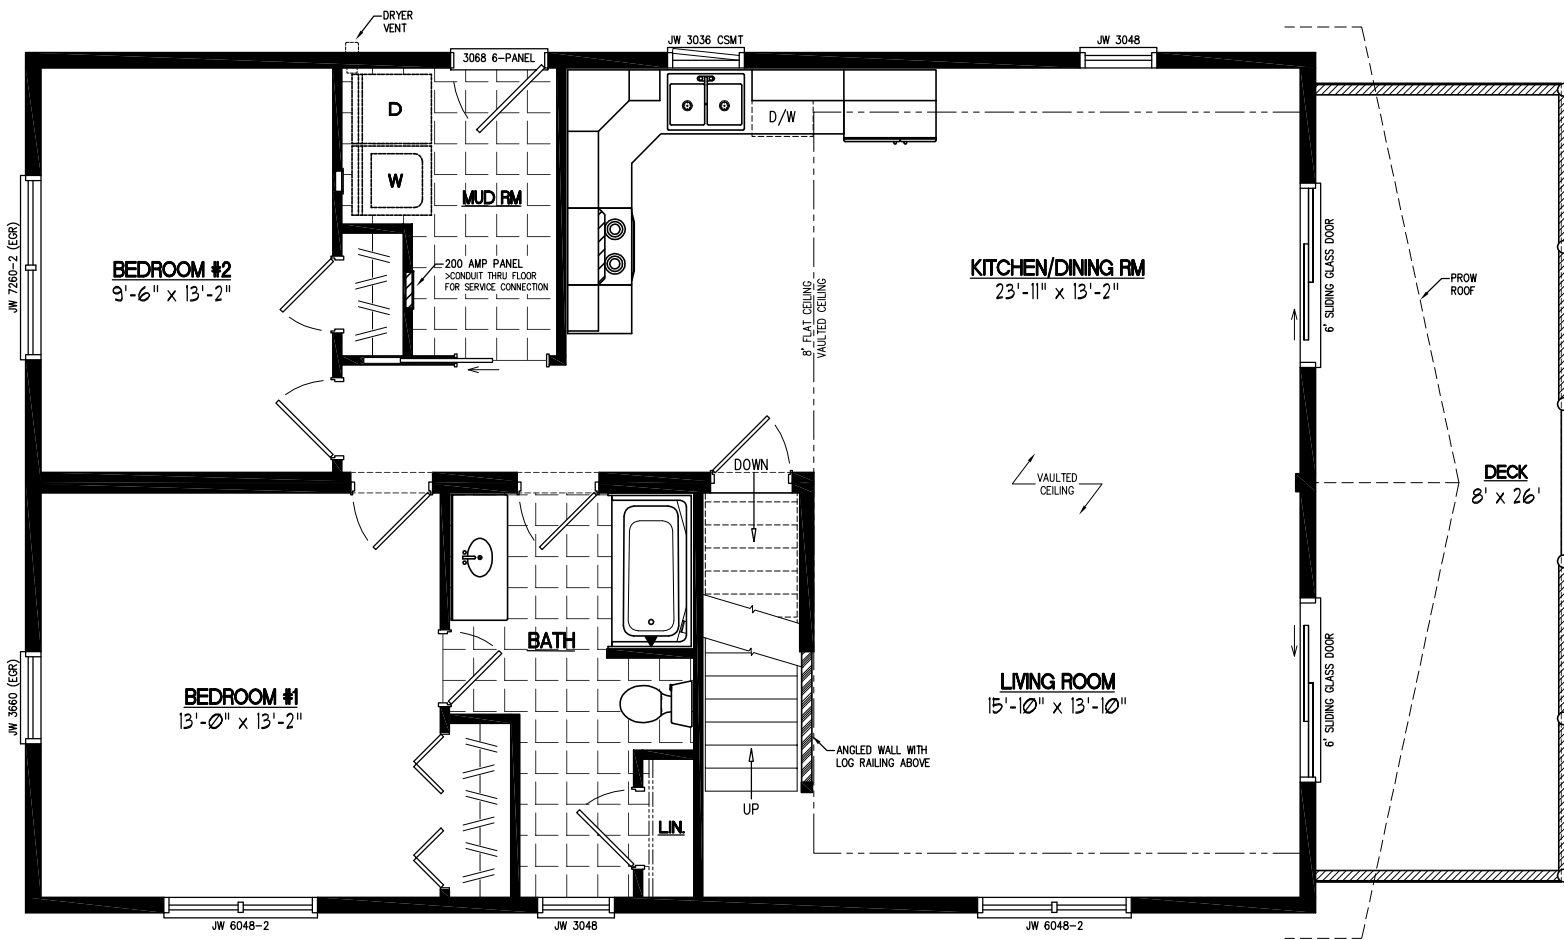 DRYER
VENT
3068 6-PANEL
JW 3036 CSMT
JW 3048
D
W
D/W
MUD RM
JW 7260-2 (EGR)
BEDROOM #2
9'-6" x 13'-2"
200 AMP PANEL
>CONDUIT THRU FLOOR
FOR SERVICE CONNECTION
8' FLAT CEILING
VAULTED CEILING
KITCHEN/DINING RM
23'-11" x 13'-2"
6' SLIDING GLASS DOOR
PROW
ROOF
DOWN
VAULTED
CEILING
DECK
8' x 26'
BATH
JW 3660 (EGR)
BEDROOM #1
13'-0" x 13'-2"
LIVING ROOM
15'-10" x 13'-10"
6' SLIDING GLASS DOOR
ANGLED WALL WITH
LOG RAILING ABOVE
UP
LIN.
JW 6048-2
JW 3048
JW 6048-2